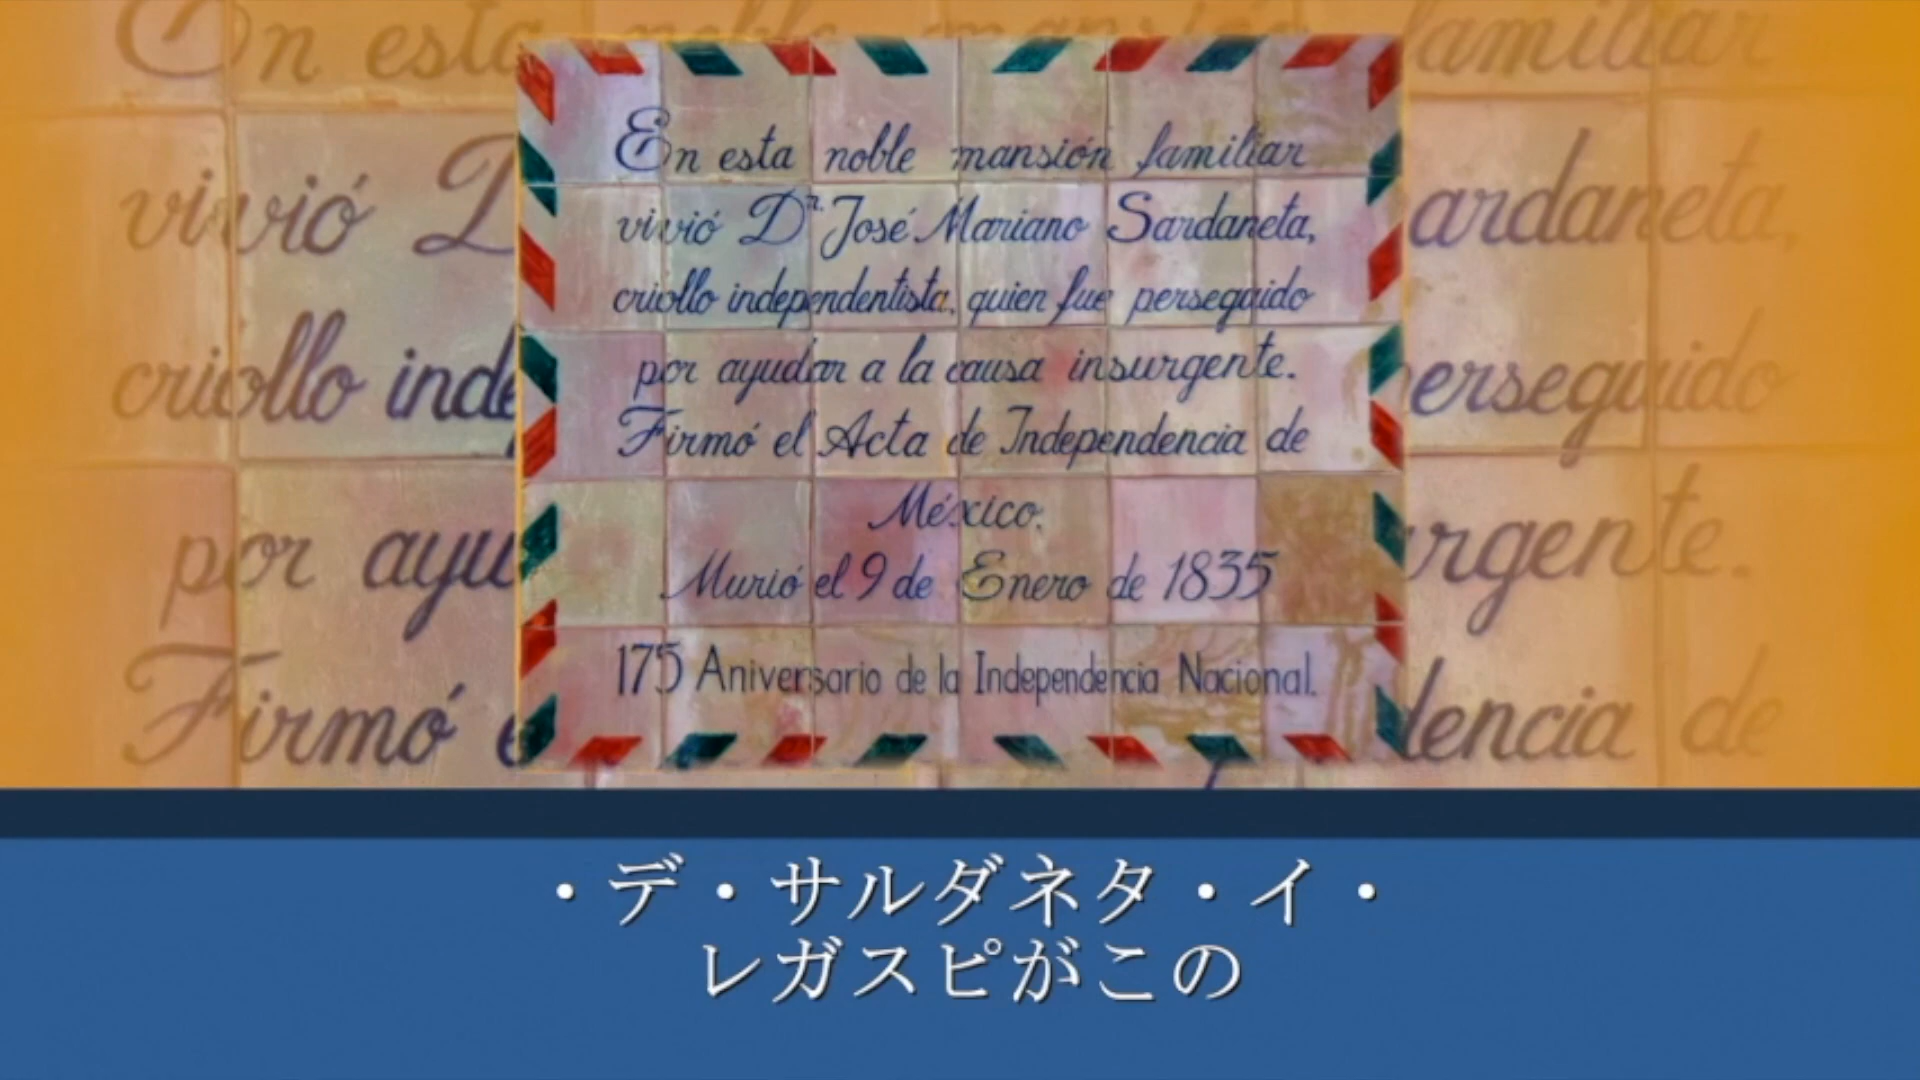 En esta noble mansión familiar
vivió Dn. José Mariano Sardaneta,
criollo independentista, quien fue perseguido
por ayudar a la causa insurgente.
Firmó el Acta de Independencia de
México.
Murió el 9 de Enero de 1835
175 Aniversario de la Independencia Nacional.
・デ・サルダネタ・イ・
レガスピがこの